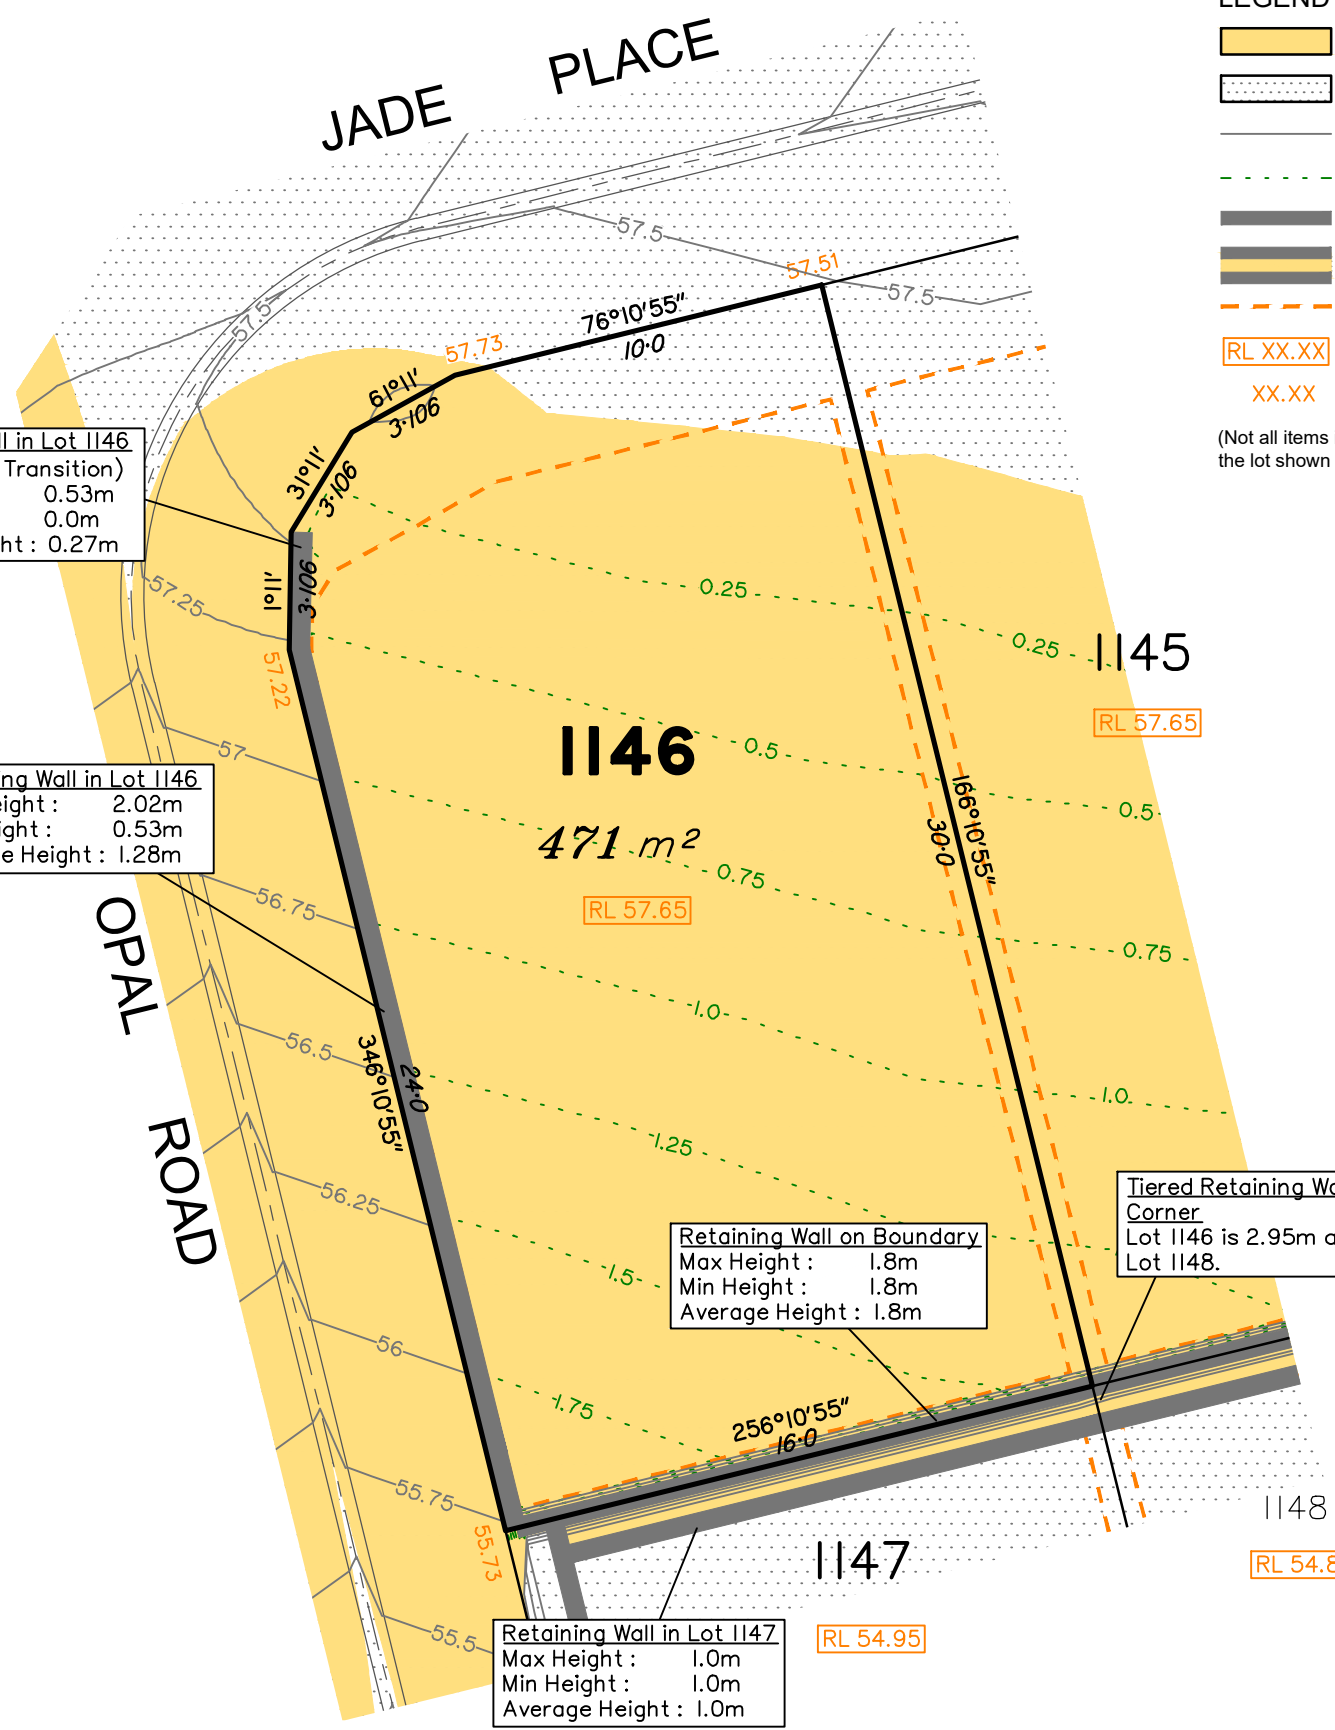 LEGEND
RL XX.XX
XX.XX
(Not all items
the lot shown
JADE PLACE
57.5
57.51
57.5
57.5
76°10'55"
10·0
57.73
61°11'
3·106
31°11'
3·106
ll in Lot 1146
Transition)
0.53m
0.0m
ht : 0.27m
1°11'
3·106
57.25
57.22
0.25
0.25
1145
RL 57.65
57
0.5
0.5
1146
471 m²
RL 57.65
166°10'55"
30·0
ng Wall in Lot 1146
eight : 2.02m
ight : 0.53m
e Height : 1.28m
0.75
0.75
56.75
OPAL ROAD
1.0
1.0
56.5
346°10'55"
24·0
1.25
56.25
Tiered Retaining Wa
Corner
Lot 1146 is 2.95m a
Lot 1148.
Retaining Wall on Boundary
Max Height : 1.8m
Min Height : 1.8m
Average Height : 1.8m
1.5
56
1.75
256°10'55"
16·0
55.75
55.73
1148
RL 54.8
1147
RL 54.95
55.5
Retaining Wall in Lot 1147
Max Height : 1.0m
Min Height : 1.0m
Average Height : 1.0m